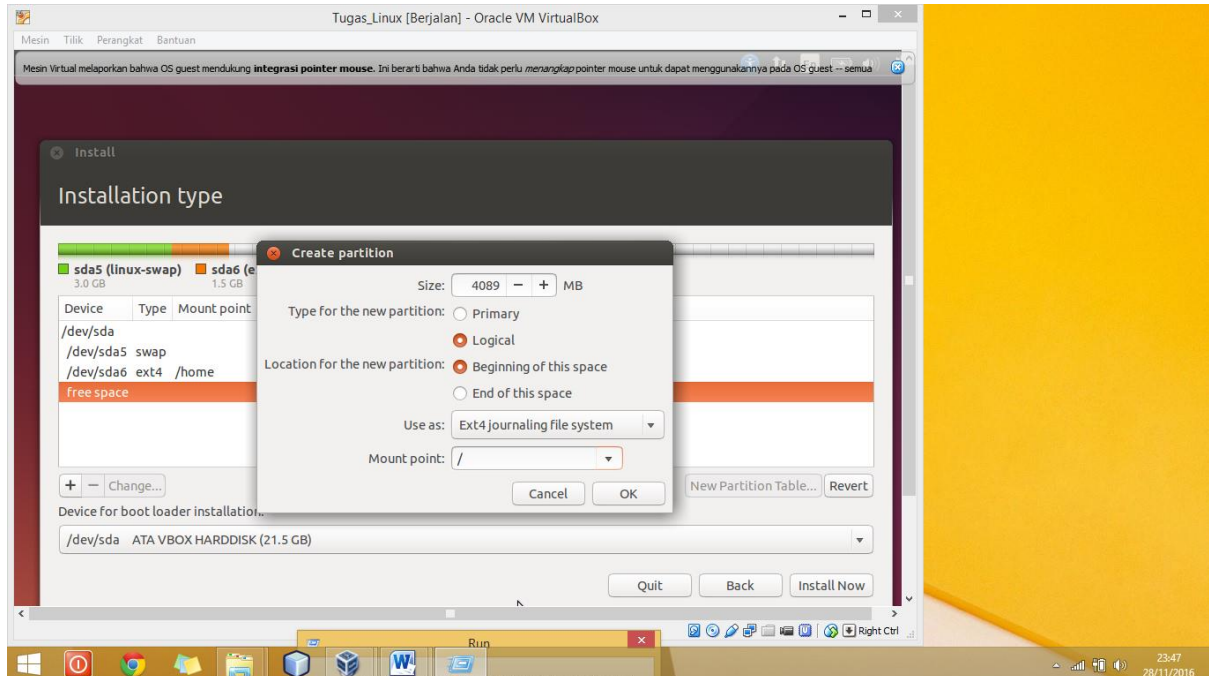 Tugas_Linux [Berjalan] - Oracle VM VirtualBox
Mesin Tilik Perangkat Bantuan
Mesin Virtual melaporkan bahwa OS guest mendukung integrasi pointer mouse. Ini berarti bahwa Anda tidak perlu menangkap pointer mouse untuk dapat menggunakannya pada OS guest -- semua
Install
Installation type
Create partition
sda5 (linux-swap) sda6 (e
3.0 GB 1.5 GB
Size: 4089 − + MB
Device Type Mount point
Type for the new partition: Primary
/dev/sda
Logical
/dev/sda5 swap
Location for the new partition: Beginning of this space
/dev/sda6 ext4 /home
End of this space
free space
Use as: Ext4 journaling file system
Mount point: /
Cancel OK
+ − Change... New Partition Table... Revert
Device for boot loader installation:
/dev/sda ATA VBOX HARDDISK (21.5 GB)
Quit Back Install Now
Right Ctrl
Run
23:47
28/11/2016